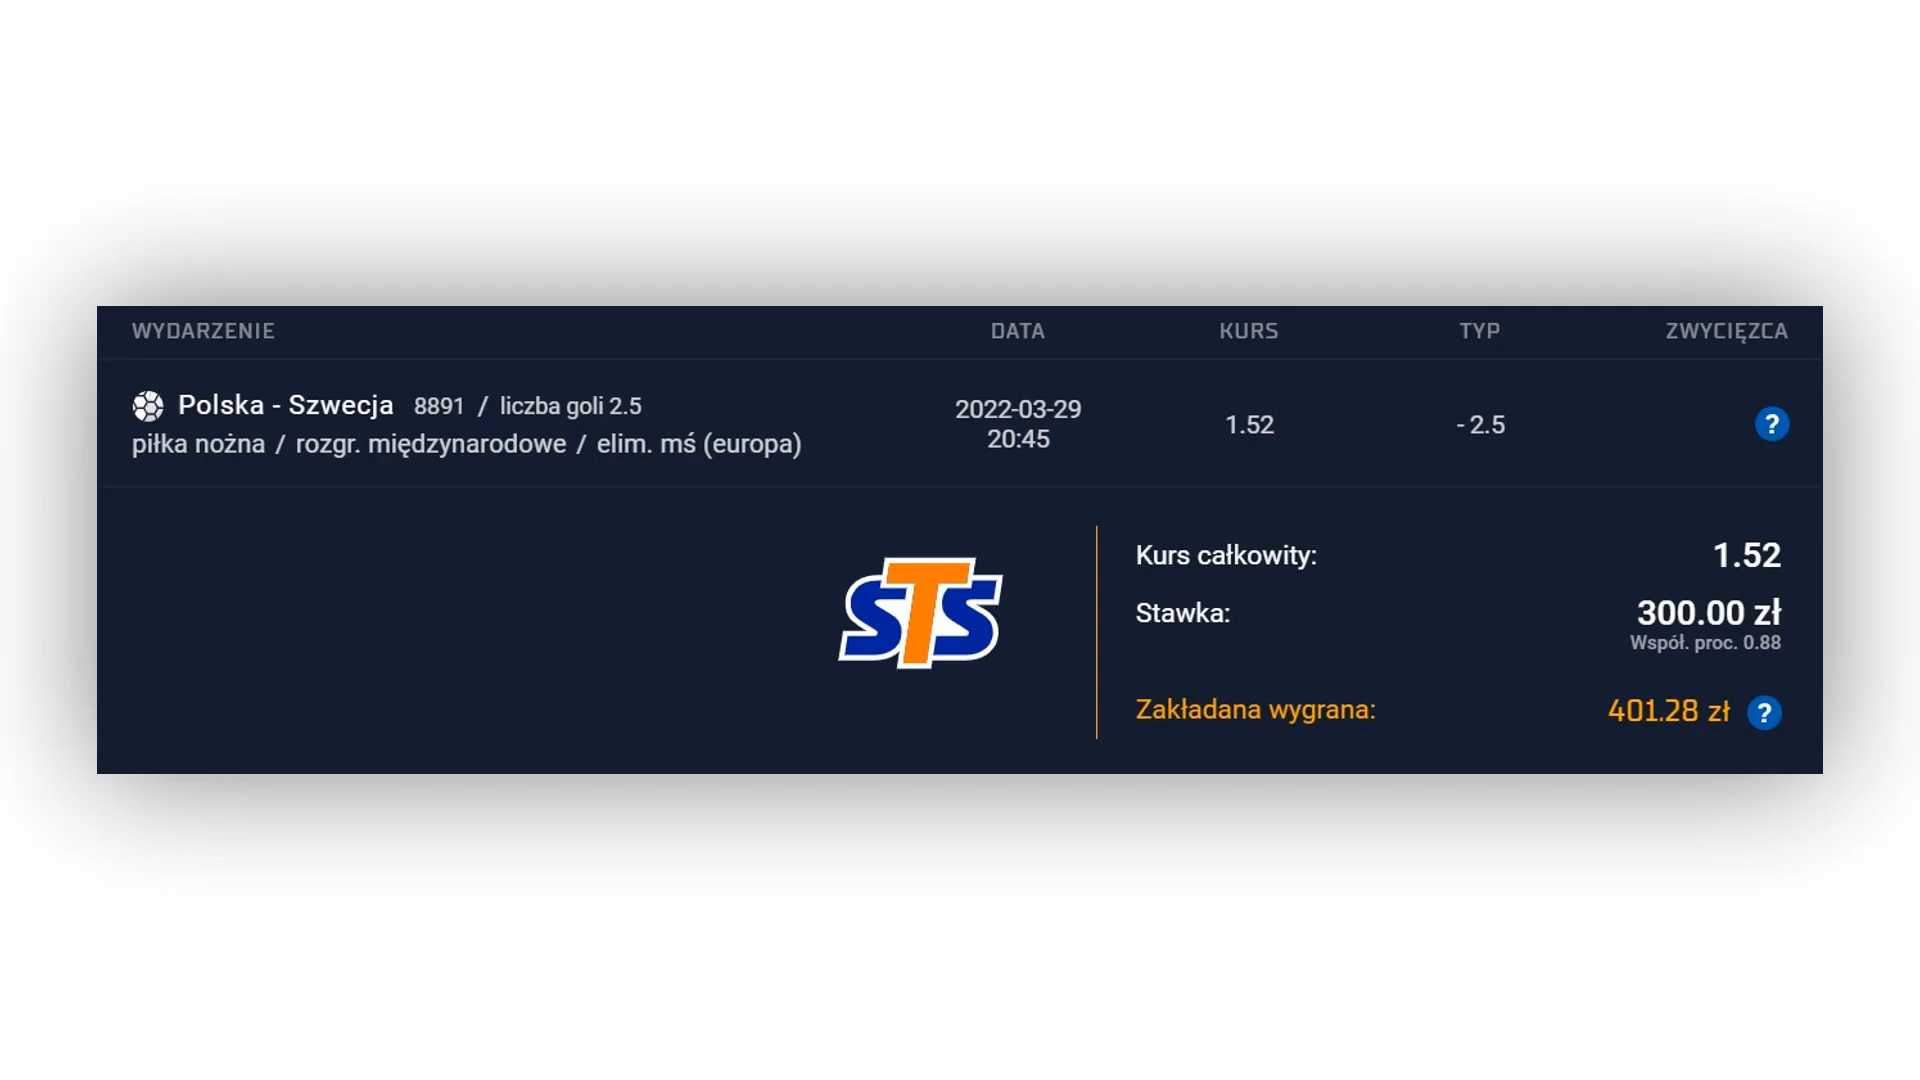 WYDARZENIE DATA KURS TYP ZWYCIĘZCA
Polska - Szwecja 8891 / liczba goli 2.5
piłka nożna / rozgr. międzynarodowe / elim. mś (europa)
2022-03-29
20:45
1.52
- 2.5
?
STS
Kurs całkowity: 1.52
Stawka: 300.00 zł
Współ. proc. 0.88
Zakładana wygrana: 401.28 zł ?